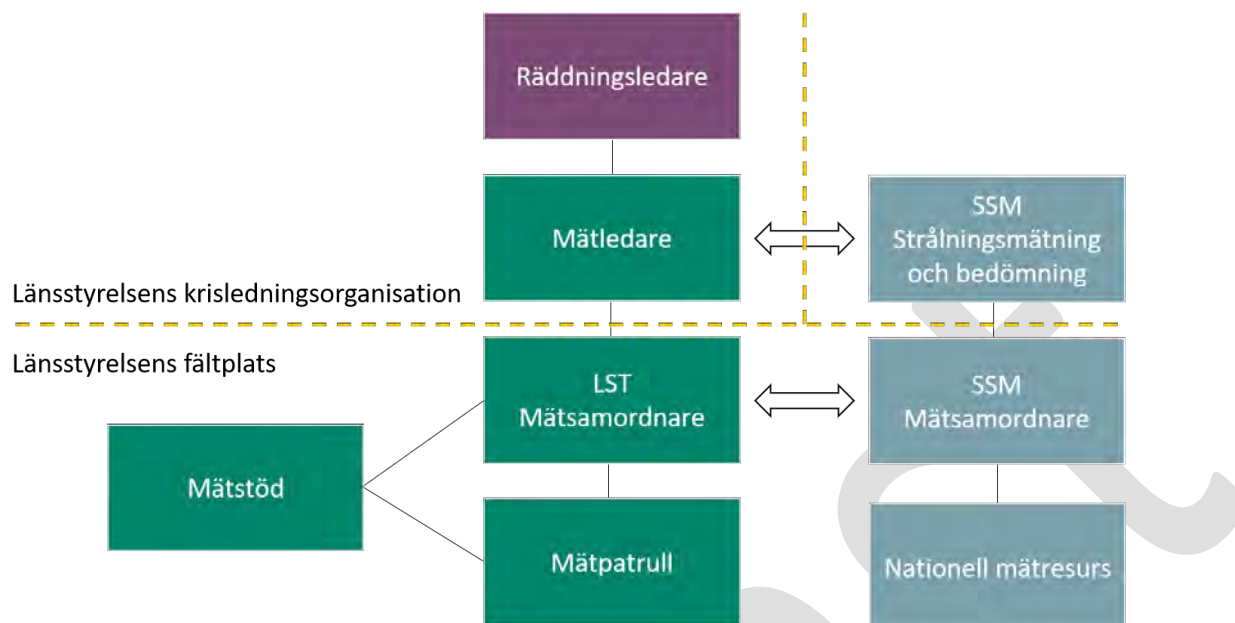 Räddningsledare
Mätledare
SSM
Strålningsmätning
och bedömning
Länsstyrelsens krisledningsorganisation
Länsstyrelsens fältplats
LST
Mätsamordnare
SSM
Mätsamordnare
Mätstöd
Mätpatrull
Nationell mätresurs